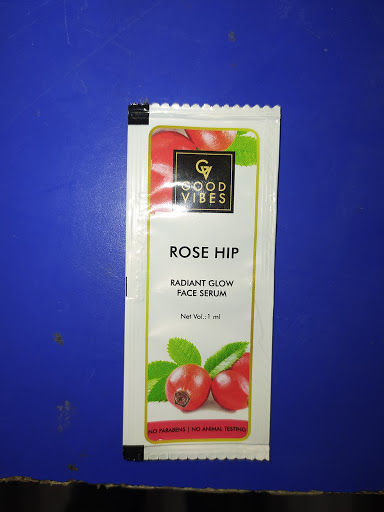 GV
GOOD
VIBES
ROSE HIP
RADIANT GLOW
FACE SERUM
Net Vol.:1 ml
NO PARABENS | NO ANIMAL TESTING